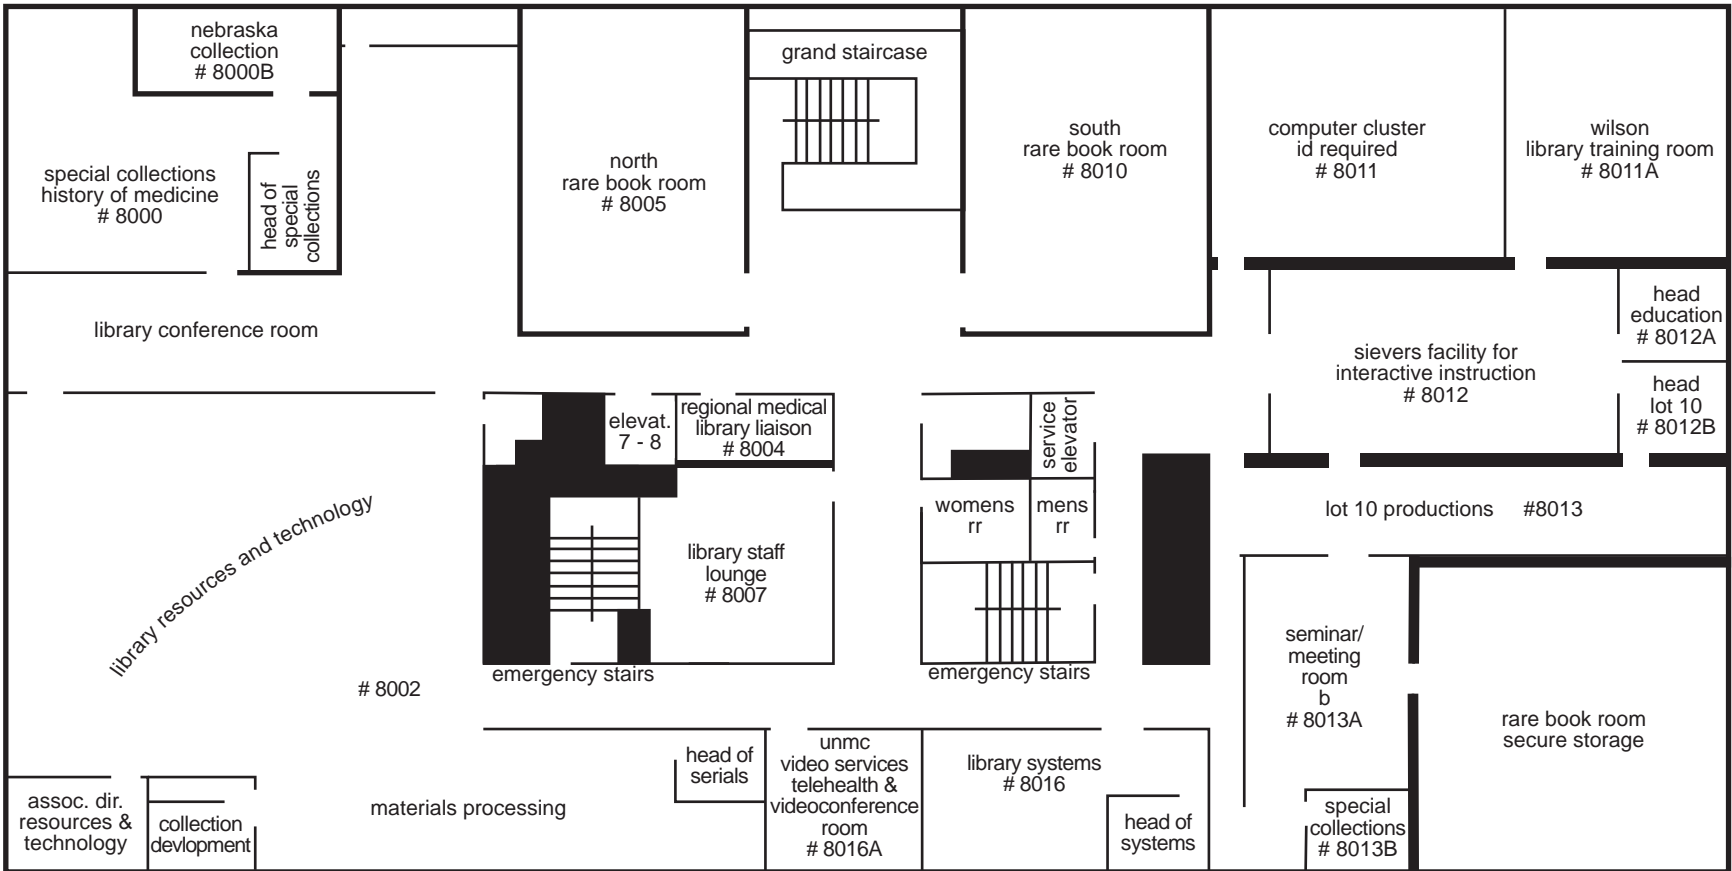 nebraska
collection
# 8000B
grand staircase
special collections
history of medicine
# 8000
head of
special
collections
north
rare book room
# 8005
south
rare book room
# 8010
computer cluster
id required
# 8011
wilson
library training room
# 8011A
library conference room
head
education
# 8012A
sievers facility for
interactive instruction
# 8012
head
lot 10
# 8012B
elevat.
7 - 8
regional medical
library liaison
# 8004
service
elevator
library resources and technology
# 8002
womens
rr
mens
rr
lot 10 productions #8013
library staff
lounge
# 8007
emergency stairs
emergency stairs
seminar/
meeting
room
b
# 8013A
rare book room
secure storage
head of
serials
unmc
video services
telehealth &
videoconference
room
# 8016A
library systems
# 8016
assoc. dir.
resources &
technology
collection
devlopment
materials processing
head of
systems
special
collections
# 8013B